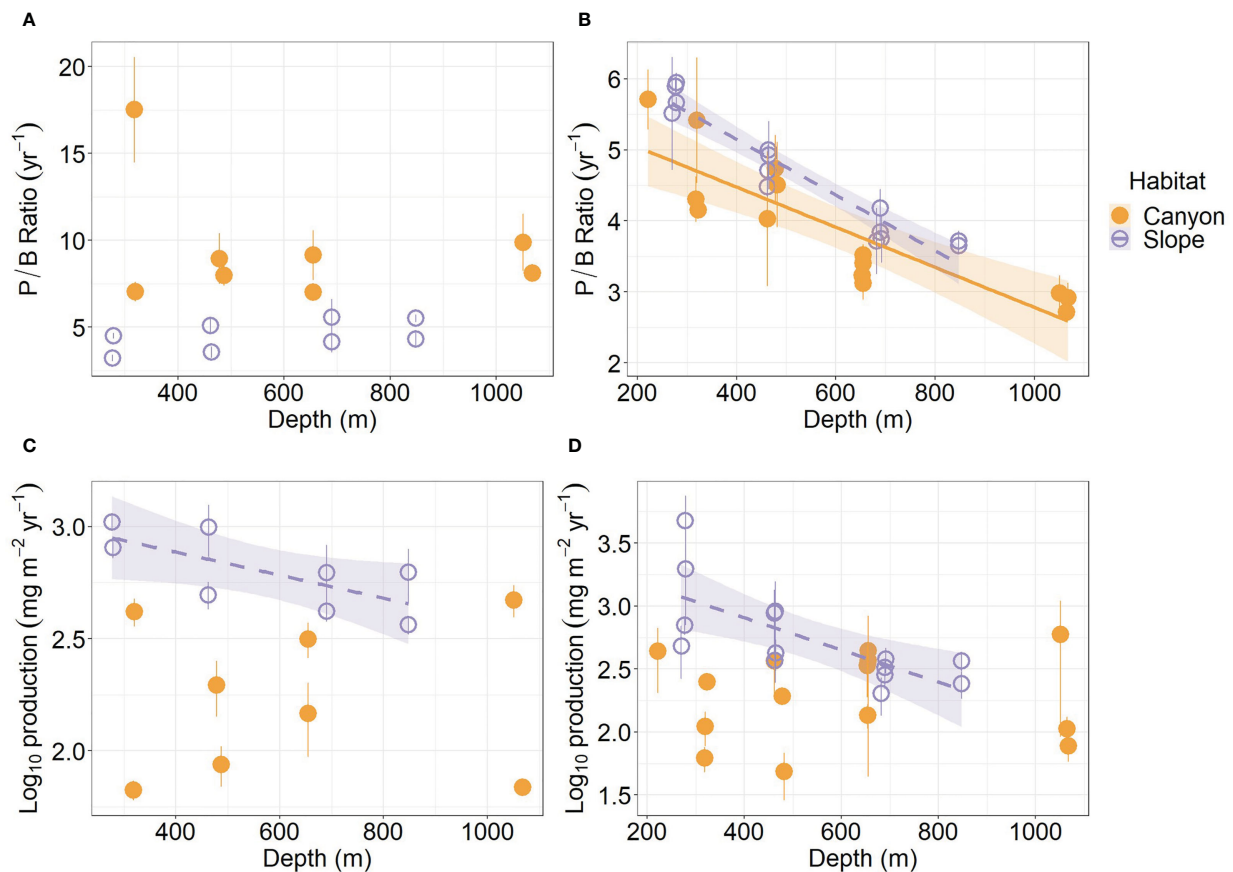 A
P / B Ratio (yr⁻¹)
20
15
10
5
400 600 800 1000
Depth (m)
B
P / B Ratio (yr⁻¹)
6
5
4
3
2
200 400 600 800 1000
Depth (m)
Habitat
Canyon
Slope
C
Log₁₀ production (mg m⁻² yr⁻¹)
3.0
2.5
2.0
400 600 800 1000
Depth (m)
D
Log₁₀ production (mg m⁻² yr⁻¹)
3.5
3.0
2.5
2.0
1.5
200 400 600 800 1000
Depth (m)